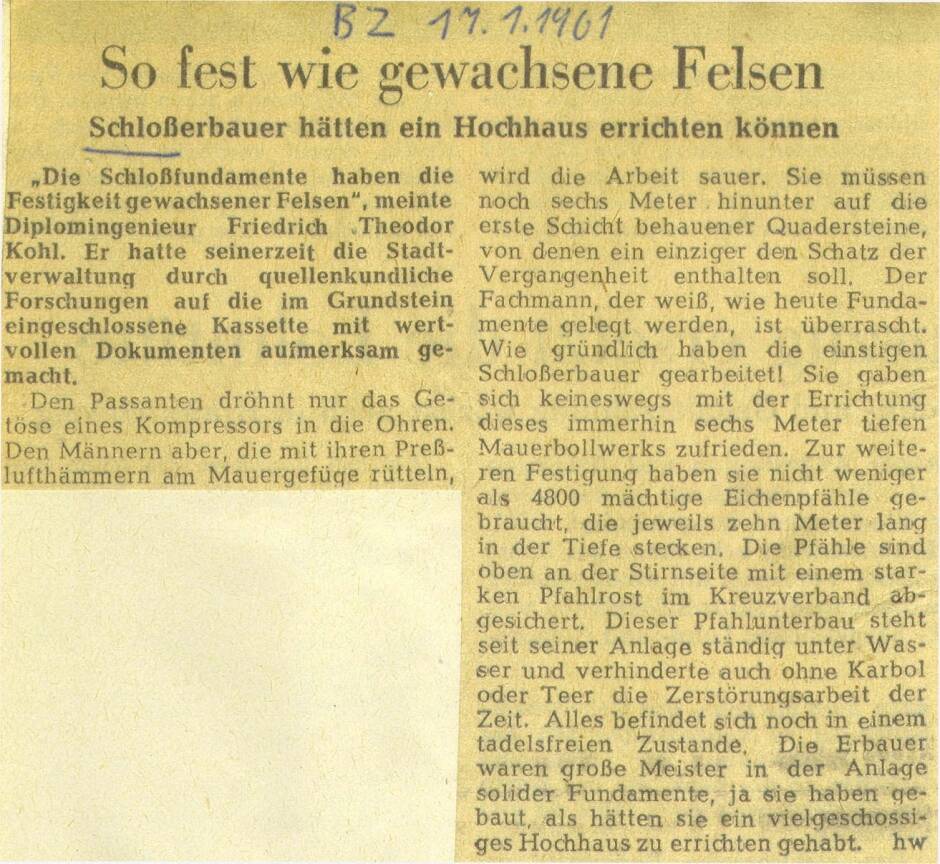 BZ 17.1.1961
So fest wie gewachsene Felsen
Schloßerbauer hätten ein Hochhaus errichten können
„Die Schloßfundamente haben die
Festigkeit gewachsener Felsen“, meinte
Diplomingenieur Friedrich Theodor
Kohl. Er hatte seinerzeit die Stadt-
verwaltung durch quellenkundliche
Forschungen auf die im Grundstein
eingeschlossene Kassette mit wert-
vollen Dokumenten aufmerksam ge-
macht.
Den Passanten dröhnt nur das Ge-
töse eines Kompressors in die Ohren.
Den Männern aber, die mit ihren Preß-
lufthämmern am Mauergefüge rütteln,
wird die Arbeit sauer. Sie müssen
noch sechs Meter hinunter auf die
erste Schicht behauener Quadersteine,
von denen ein einziger den Schatz der
Vergangenheit enthalten soll. Der
Fachmann, der weiß, wie heute Funda-
mente gelegt werden, ist überrascht.
Wie gründlich haben die einstigen
Schloßerbauer gearbeitet! Sie gaben
sich keineswegs mit der Errichtung
dieses immerhin sechs Meter tiefen
Mauerbollwerks zufrieden. Zur weite-
ren Festigung haben sie nicht weniger
als 4800 mächtige Eichenpfähle ge-
braucht, die jeweils zehn Meter lang
in der Tiefe stecken. Die Pfähle sind
oben an der Stirnseite mit einem star-
ken Pfahlrost im Kreuzverband ab-
gesichert. Dieser Pfahlunterbau steht
seit seiner Anlage ständig unter Was-
ser und verhinderte auch ohne Karbol
oder Teer die Zerstörungsarbeit der
Zeit. Alles befindet sich noch in einem
tadelsfreien Zustande. Die Erbauer
waren große Meister in der Anlage
solider Fundamente, ja sie haben ge-
baut, als hätten sie ein vielgeschossi-
ges Hochhaus zu errichten gehabt. hw